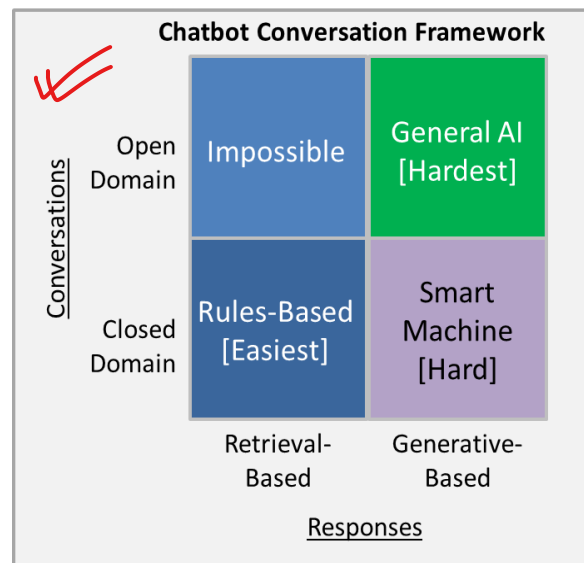 Chatbot Conversation Framework
Conversations
Open
Domain
Impossible
General AI
[Hardest]
Closed
Domain
Rules-Based
[Easiest]
Smart
Machine
[Hard]
Retrieval-
Based
Generative-
Based
Responses